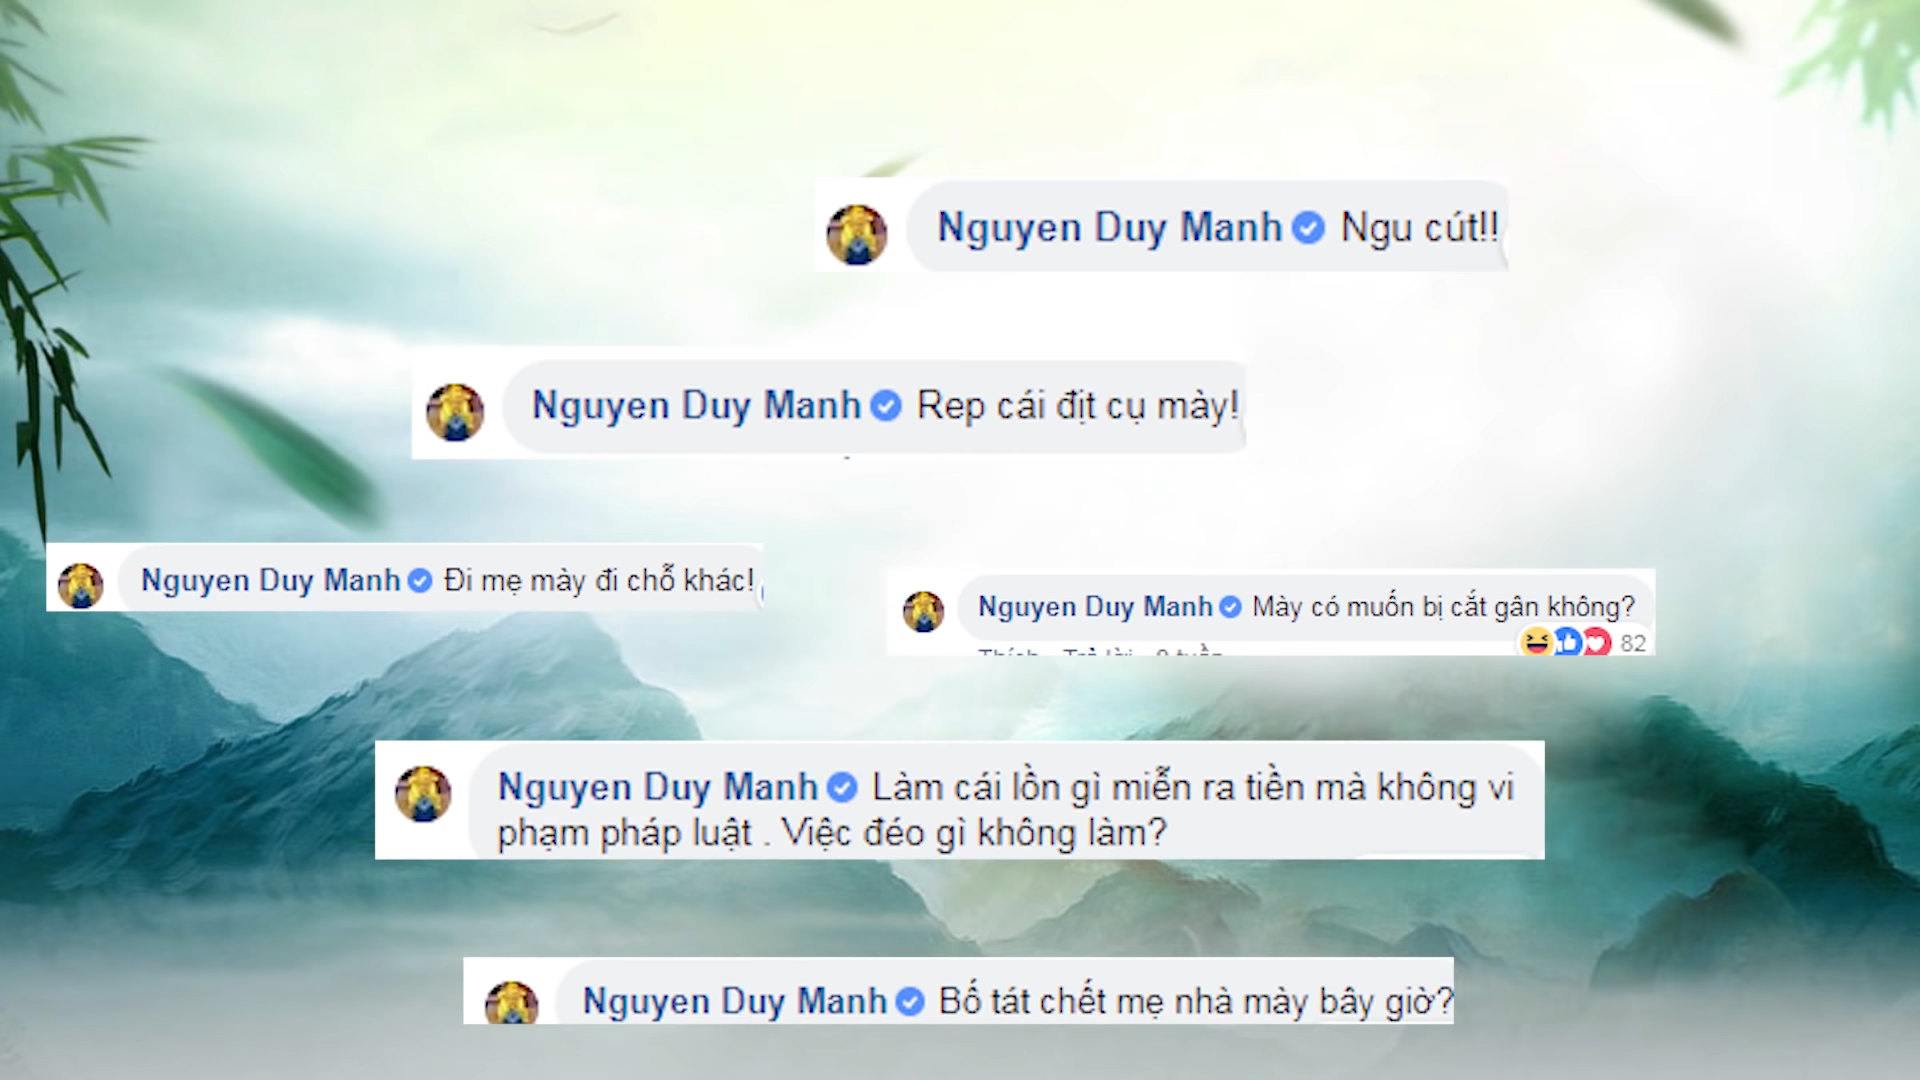 Nguyen Duy Manh Ngu cút!!
Nguyen Duy Manh Rep cái địt cụ mày!
Nguyen Duy Manh Đi mẹ mày đi chỗ khác!
Nguyen Duy Manh Mày có muốn bị cắt gân không?
82
Nguyen Duy Manh Làm cái lồn gì miễn ra tiền mà không vi
phạm pháp luật . Việc đéo gì không làm?
Nguyen Duy Manh Bố tát chết mẹ nhà mày bây giờ?